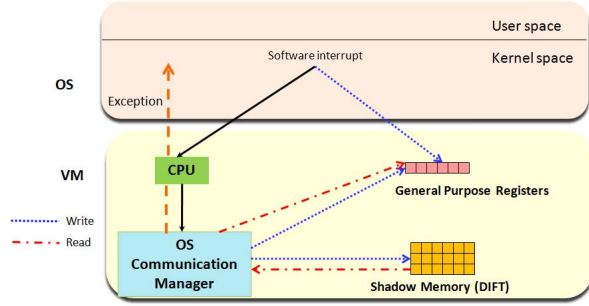 User space
Software interrupt
Kernel space
OS
Exception
CPU
VM
General Purpose Registers
Write
Read
OS
Communication
Manager
Shadow Memory (DIFT)